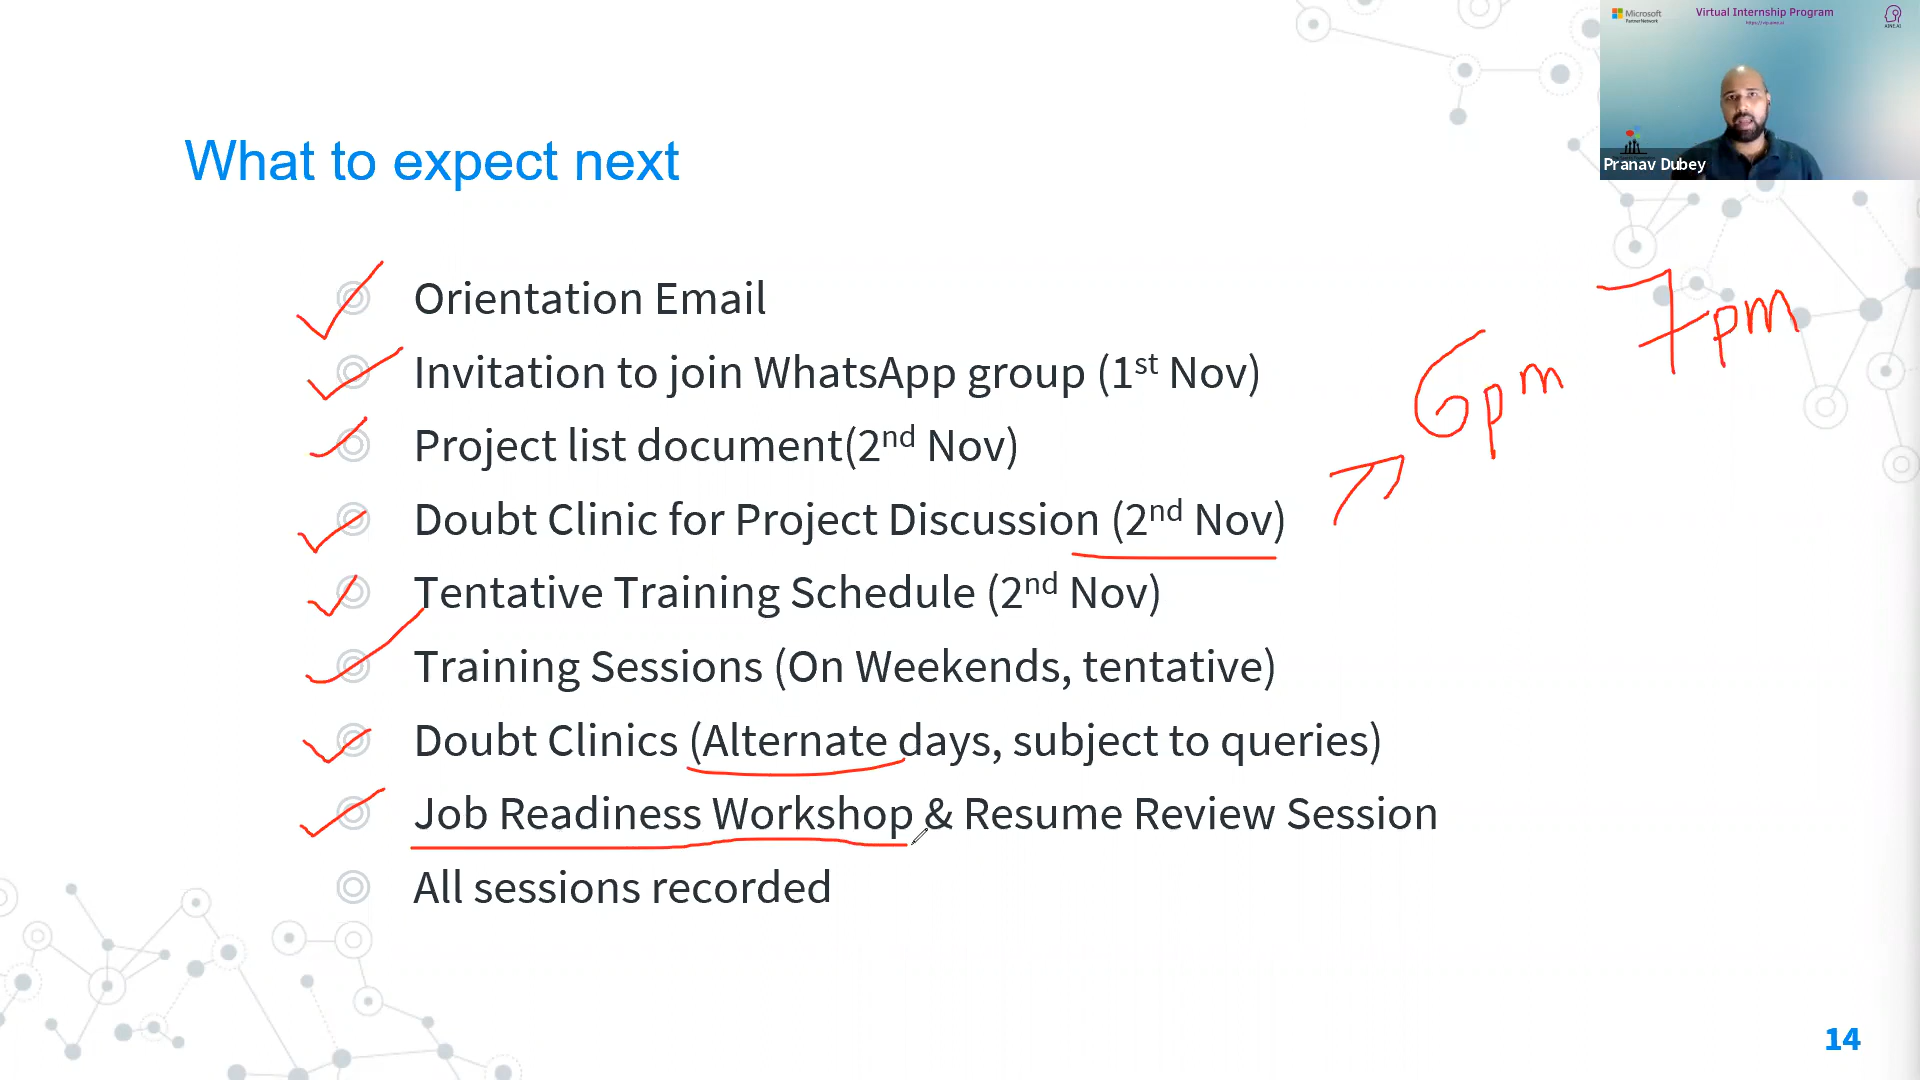 Microsoft
Partner Network
Virtual Internship Program
Pranav Dubey
What to expect next
Orientation Email
Invitation to join WhatsApp group (1st Nov)
Project list document(2nd Nov)
Doubt Clinic for Project Discussion (2nd Nov)
6pm
7pm
Tentative Training Schedule (2nd Nov)
Training Sessions (On Weekends, tentative)
Doubt Clinics (Alternate days, subject to queries)
Job Readiness Workshop & Resume Review Session
All sessions recorded
14